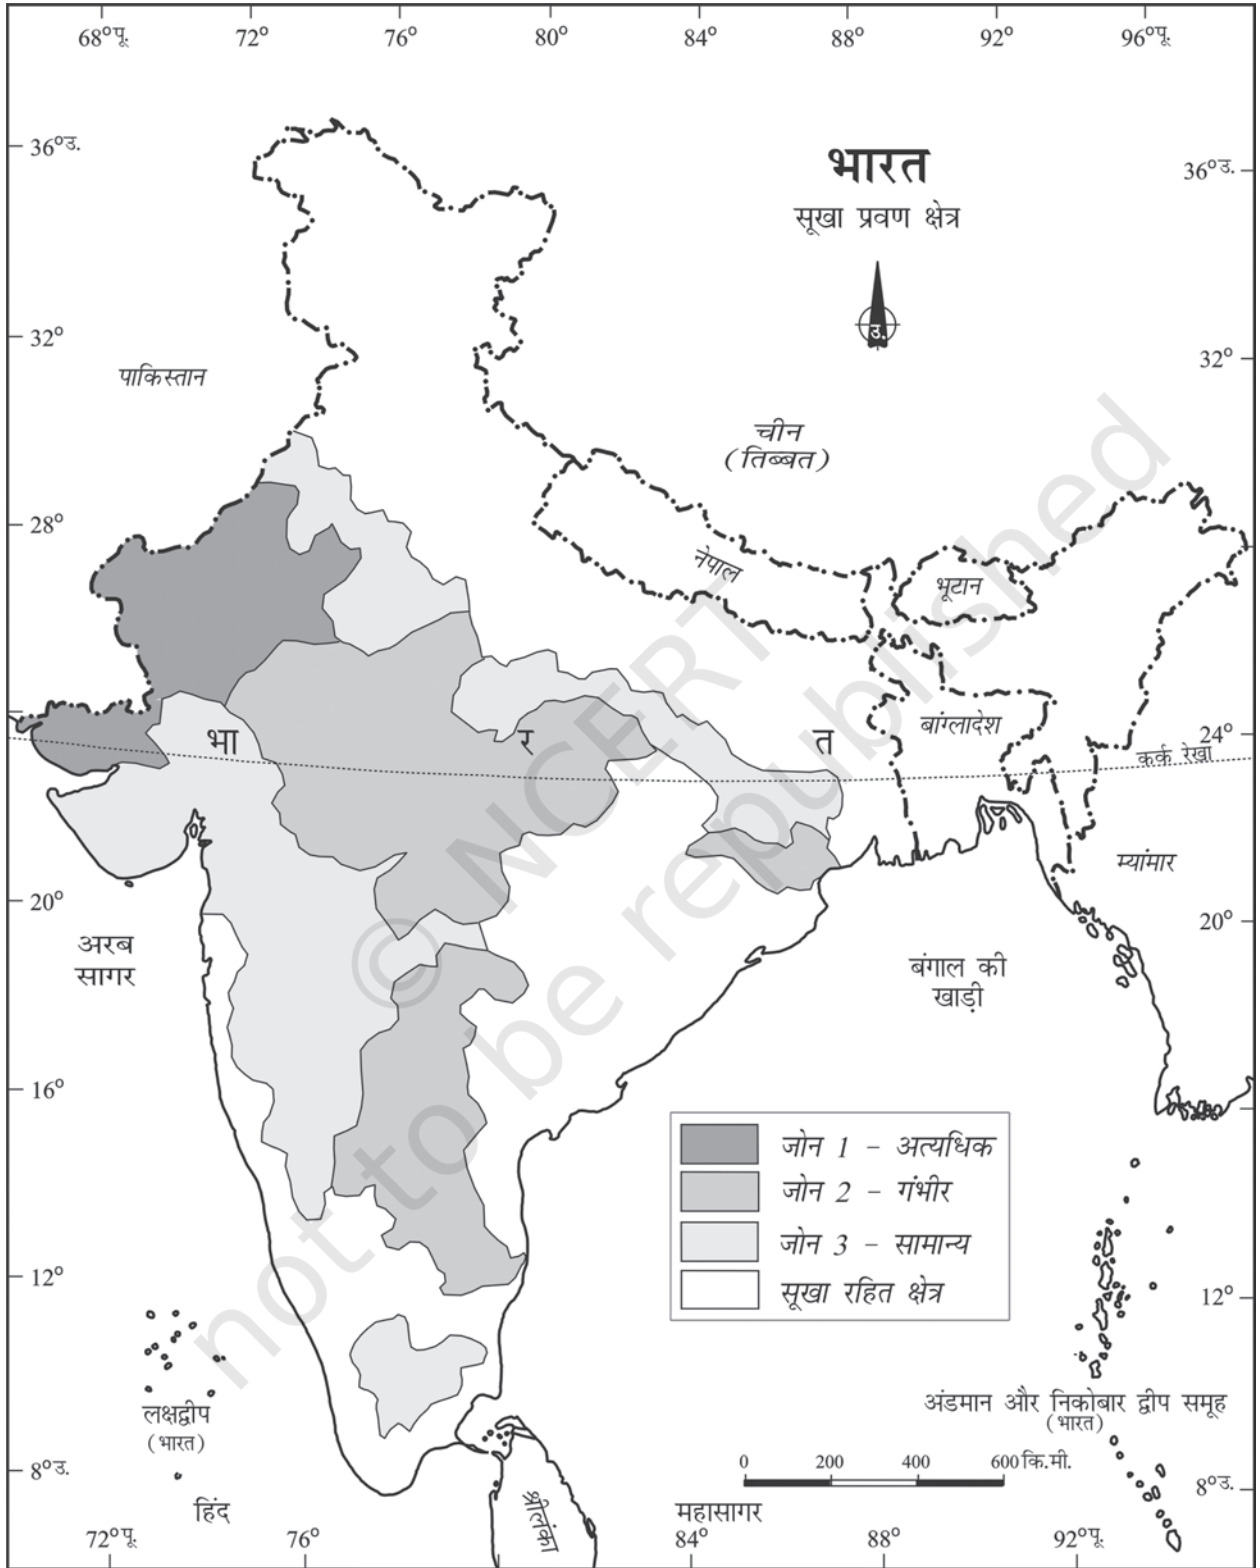 68°पू. 72° 76° 80° 84° 88° 92° 96°पू.
36°उ. 36°उ.
भारत
सूखा प्रवण क्षेत्र
उ.
32° 32°
पाकिस्तान
चीन
(तिब्बत)
28°
नेपाल
भूटान
भा र त
बांग्लादेश
24°
कर्क रेखा
म्यांमार
20° 20°
अरब
सागर
बंगाल की
खाड़ी
16°
जोन 1 - अत्यधिक
जोन 2 - गंभीर
जोन 3 - सामान्य
सूखा रहित क्षेत्र
12° 12°
लक्षद्वीप
(भारत)
अंडमान और निकोबार द्वीप समूह
(भारत)
0 200 400 600 कि.मी.
8°उ. 8°उ.
हिंद महासागर
श्रीलंका
72°पू. 76° 84° 88° 92°पू.
© NCERT
not to be republished